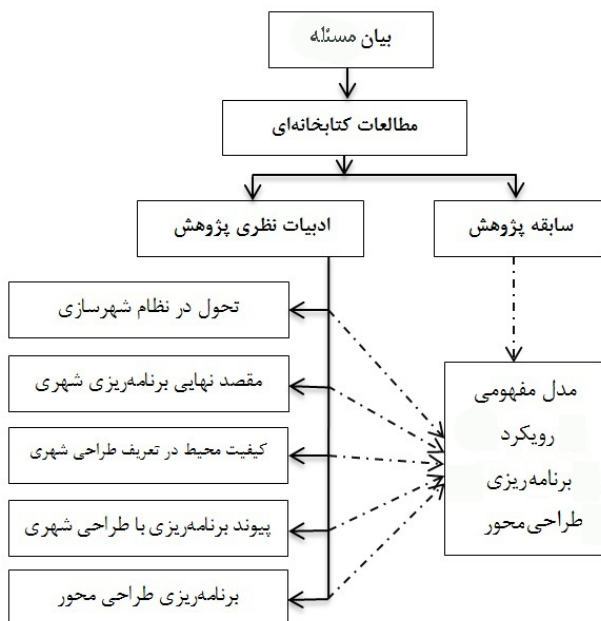 بیان مسئله
مطالعات کتابخانه‌ای
سابقه پژوهش
ادبیات نظری پژوهش
تحول در نظام شهرسازی
مقصد نهایی برنامه‌ریزی شهری
کیفیت محیط در تعریف طراحی شهری
پیوند برنامه‌ریزی با طراحی شهری
برنامه‌ریزی طراحی محور
مدل مفهومی
رویکرد
برنامه‌ریزی
طراحی‌محور